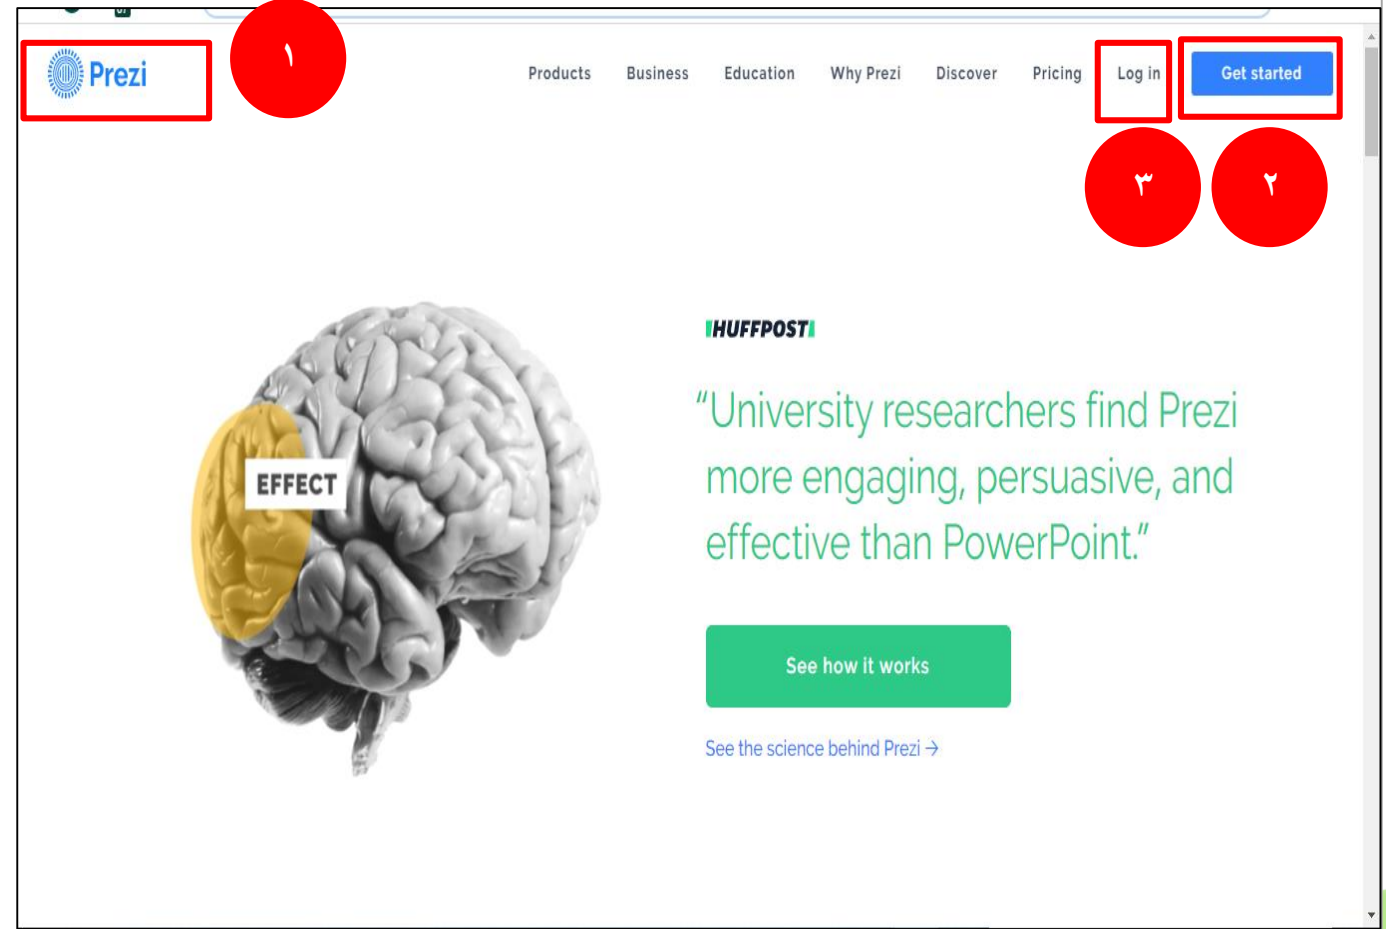 Prezi
١
Products Business Education Why Prezi Discover Pricing Log in Get started
٣ ٢
HUFFPOST
EFFECT
“University researchers find Prezi
more engaging, persuasive, and
effective than PowerPoint.”
See how it works
See the science behind Prezi →